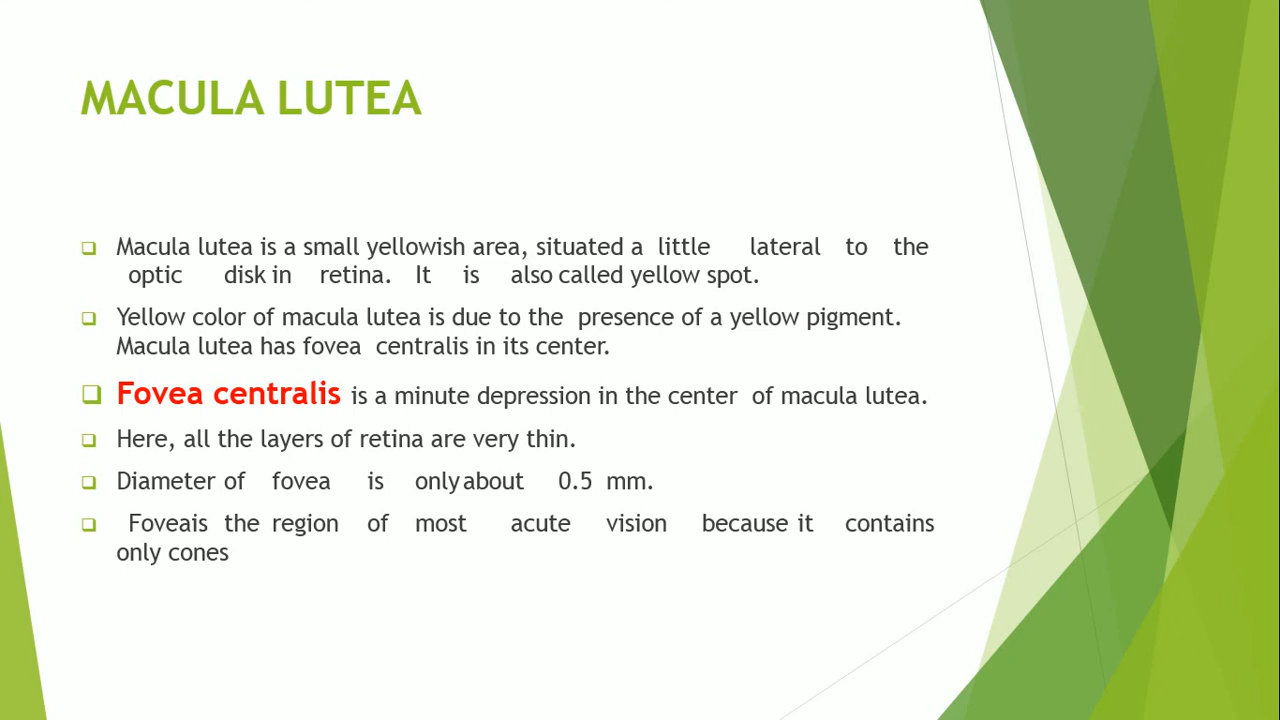 MACULA LUTEA
Macula lutea is a small yellowish area, situated a little lateral to the
optic disk in retina. It is also called yellow spot.
Yellow color of macula lutea is due to the presence of a yellow pigment.
Macula lutea has fovea centralis in its center.
Fovea centralis is a minute depression in the center of macula lutea.
Here, all the layers of retina are very thin.
Diameter of fovea is only about 0.5 mm.
Foveais the region of most acute vision because it contains
only cones